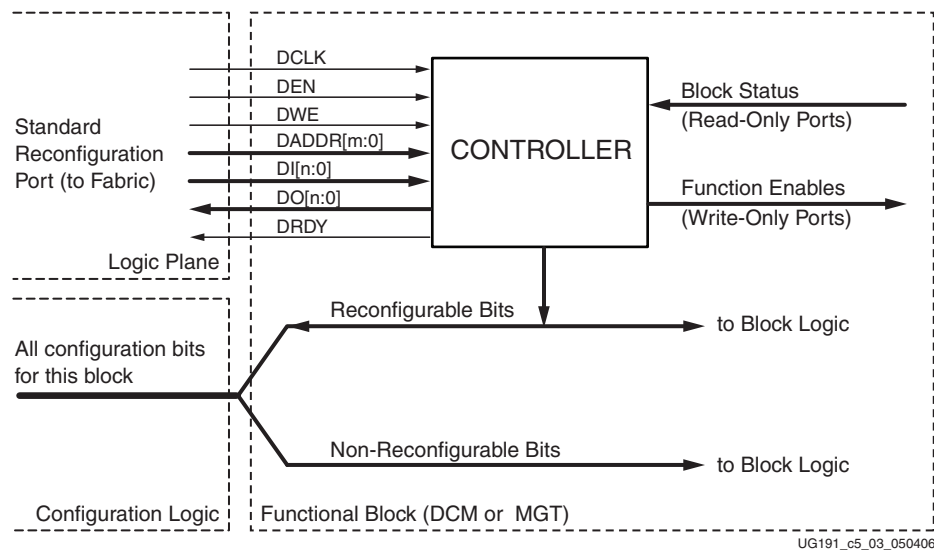 DCLK
DEN
DWE
DADDR[m:0]
DI[n:0]
DO[n:0]
DRDY
Standard
Reconfiguration
Port (to Fabric)
Logic Plane
CONTROLLER
Block Status
(Read-Only Ports)
Function Enables
(Write-Only Ports)
Reconfigurable Bits
to Block Logic
All configuration bits
for this block
Non-Reconfigurable Bits
to Block Logic
Configuration Logic
Functional Block (DCM or MGT)
UG191_c5_03_050406